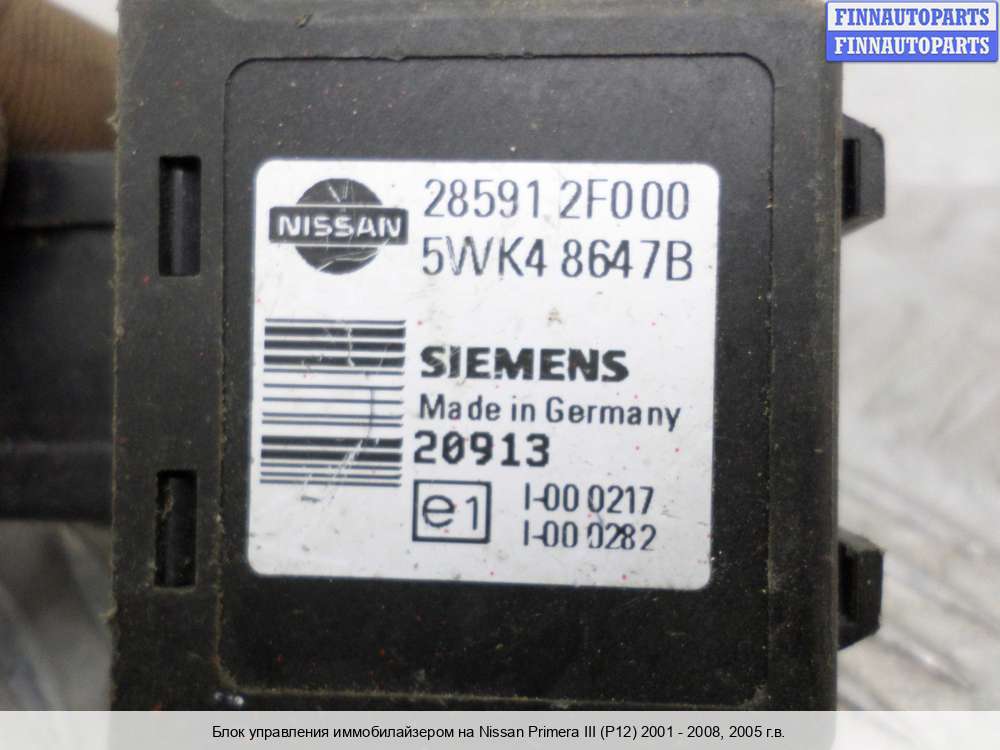 FINNAUTOPARTS
FINNAUTOPARTS
NISSAN
28591 2F000
5WK4 8647B
SIEMENS
Made in Germany
20913
e1
I-00 0217
I-00 0282
Блок управления иммобилайзером на Nissan Primera III (P12) 2001 - 2008, 2005 г.в.